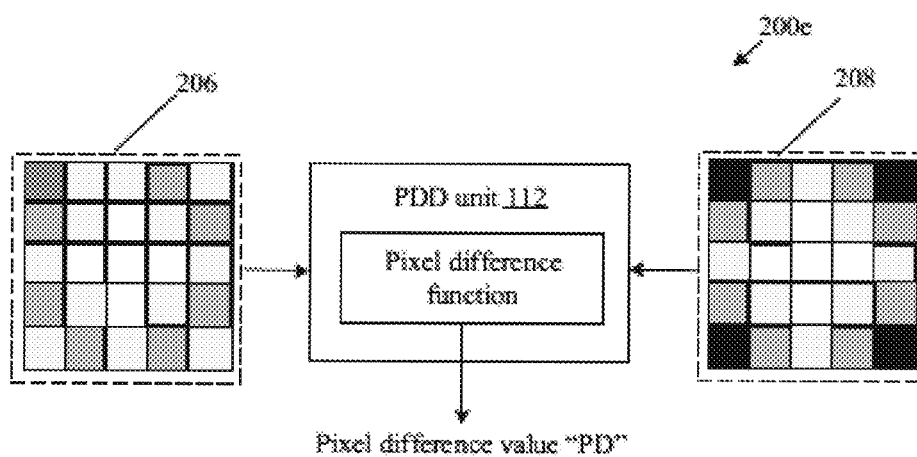 200e
206
208
PDD unit 112
Pixel difference
function
Pixel difference value “PD”